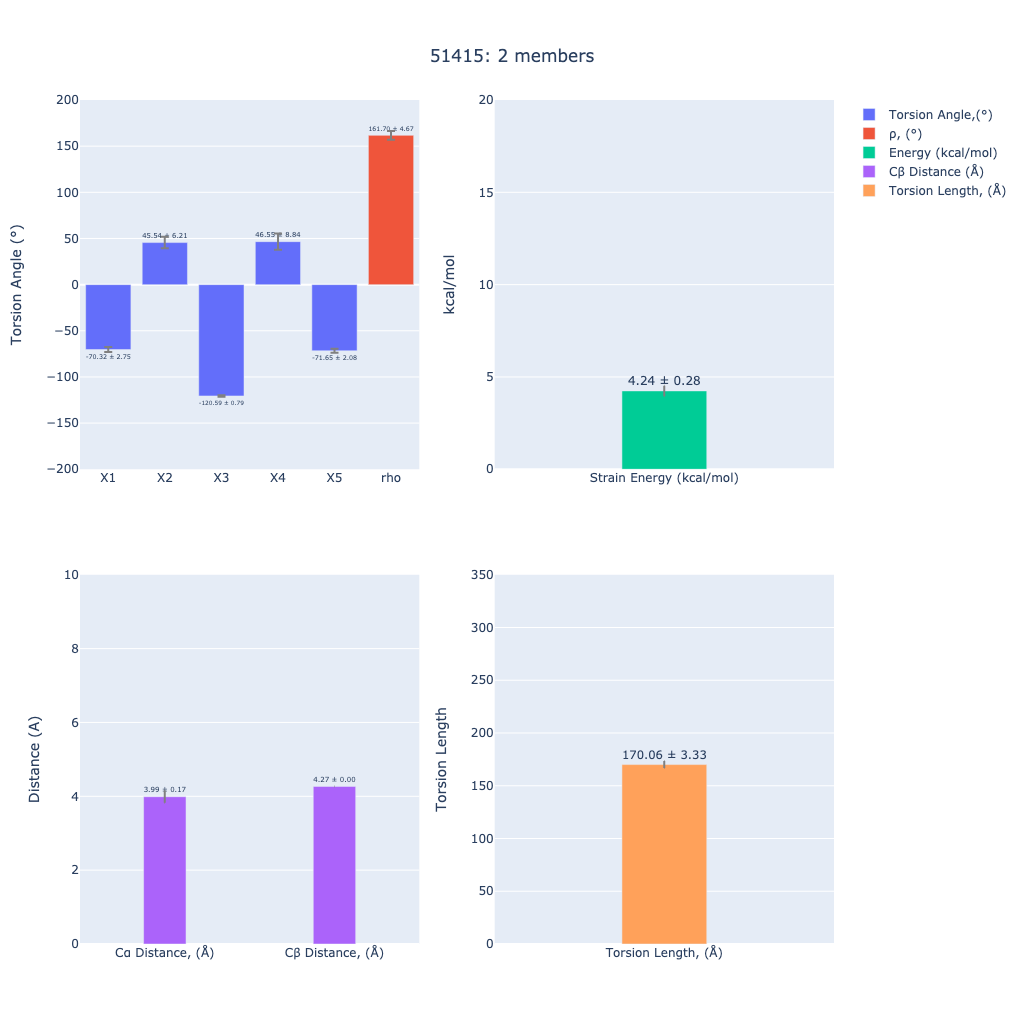 51415: 2 members
Torsion Angle (°)
200
150
100
50
0
−50
−100
−150
−200
-70.32 ± 2.75
45.54 ± 6.21
-120.59 ± 0.79
46.55 ± 8.84
-71.65 ± 2.08
161.70 ± 4.67
X1 X2 X3 X4 X5 rho
kcal/mol
20
15
10
5
0
4.24 ± 0.28
Strain Energy (kcal/mol)
Torsion Angle,(°)
ρ, (°)
Energy (kcal/mol)
Cβ Distance (Å)
Torsion Length, (Å)
Distance (A)
10
8
6
4
2
0
3.99 ± 0.17
4.27 ± 0.00
Cα Distance, (Å) Cβ Distance, (Å)
Torsion Length
350
300
250
200
150
100
50
0
170.06 ± 3.33
Torsion Length, (Å)